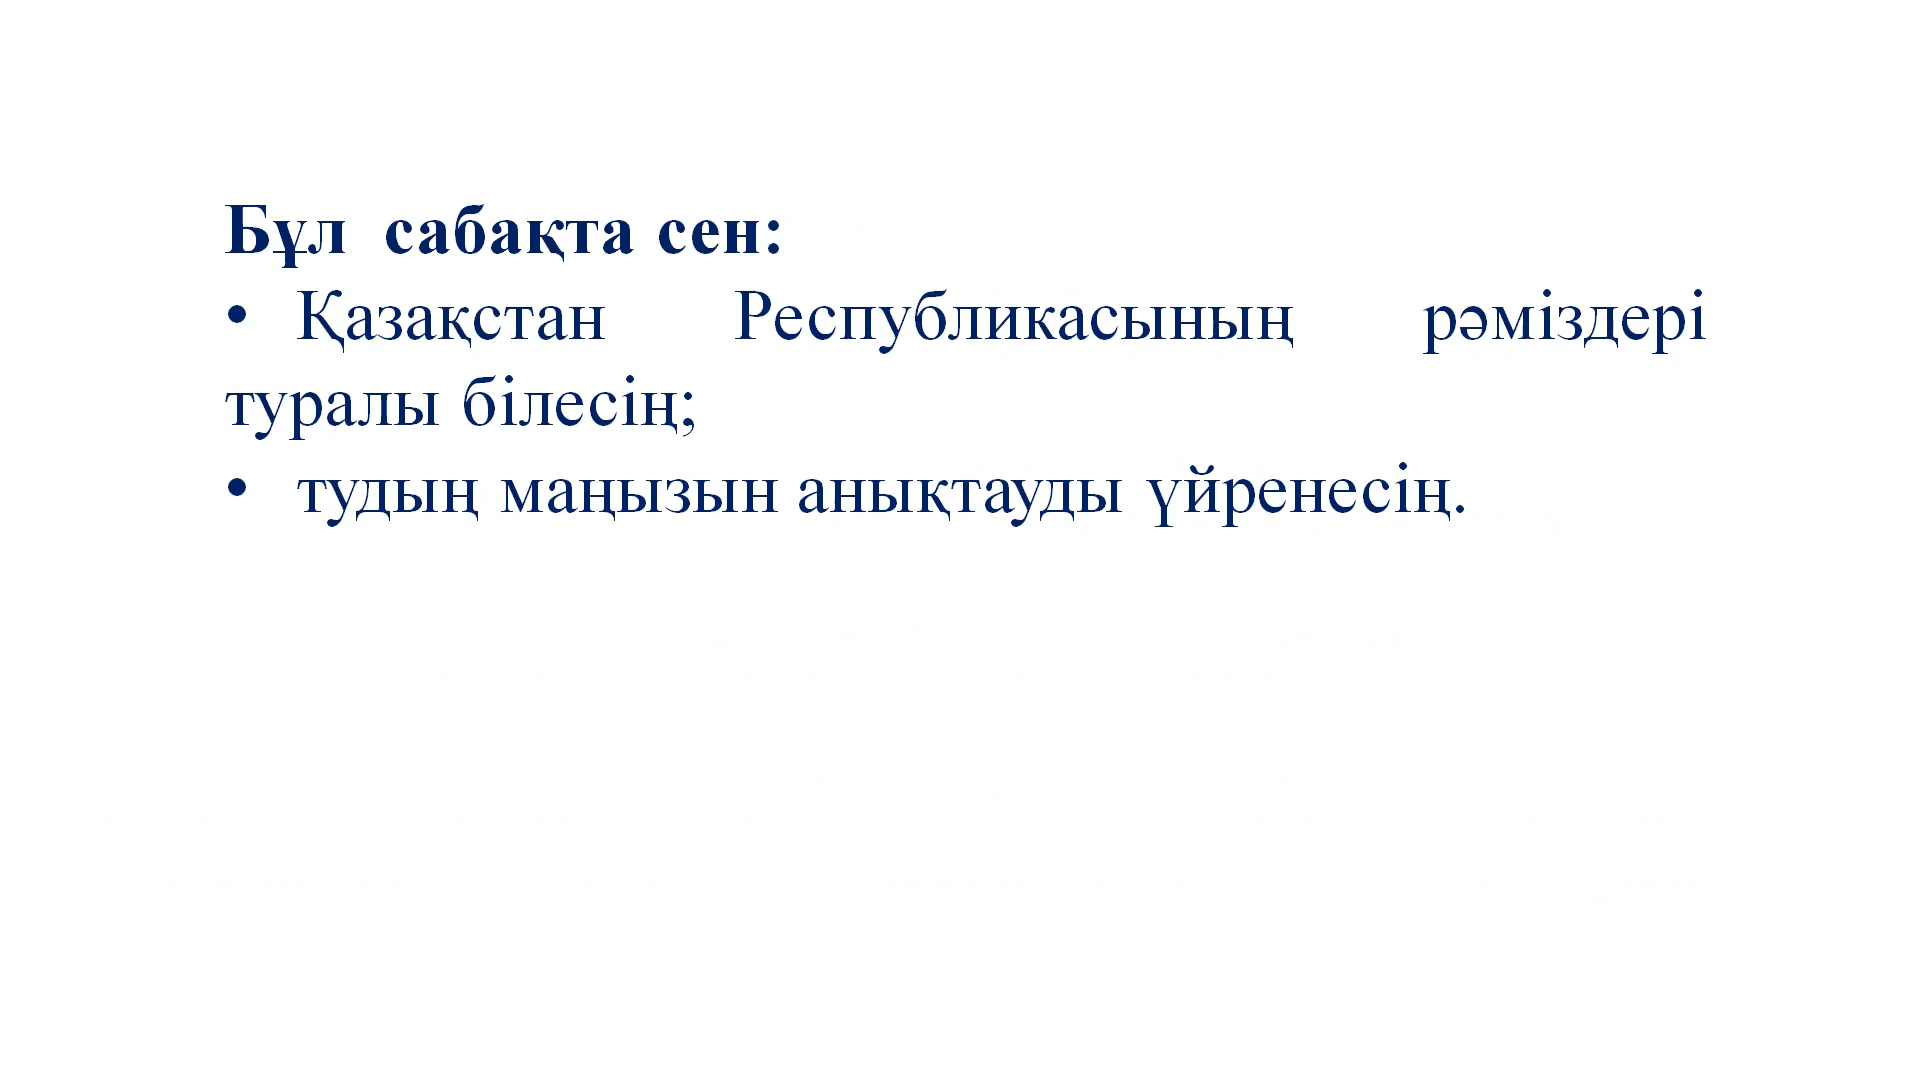 Бұл сабақта сен:
• Қазақстан Республикасының рәміздері
туралы білесің;
• тудың маңызын анықтауды үйренесің.